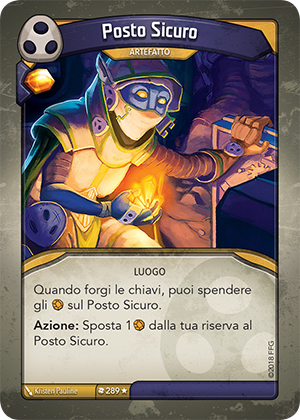 Posto Sicuro
ARTEFATTO
LUOGO
Quando forgi le chiavi, puoi spendere
gli sul Posto Sicuro.
Azione: Sposta 1 dalla tua riserva al
Posto Sicuro.
Kristen Pauline
289 ★
©2018 FFG